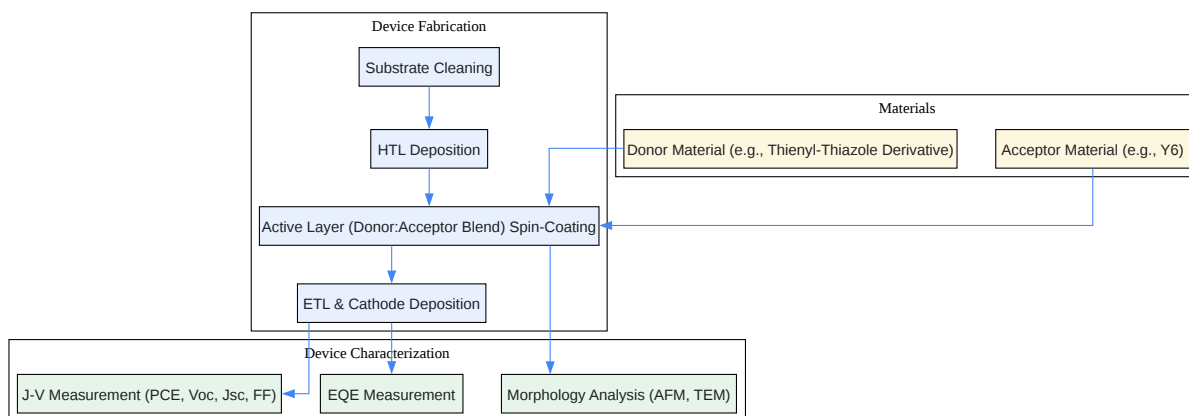 Device Fabrication
Substrate Cleaning
Materials
HTL Deposition
Donor Material (e.g., Thienyl-Thiazole Derivative)
Acceptor Material (e.g., Y6)
Active Layer (Donor:Acceptor Blend) Spin-Coating
ETL & Cathode Deposition
Device Characterization
J-V Measurement (PCE, Voc, Jsc, FF)
EQE Measurement
Morphology Analysis (AFM, TEM)